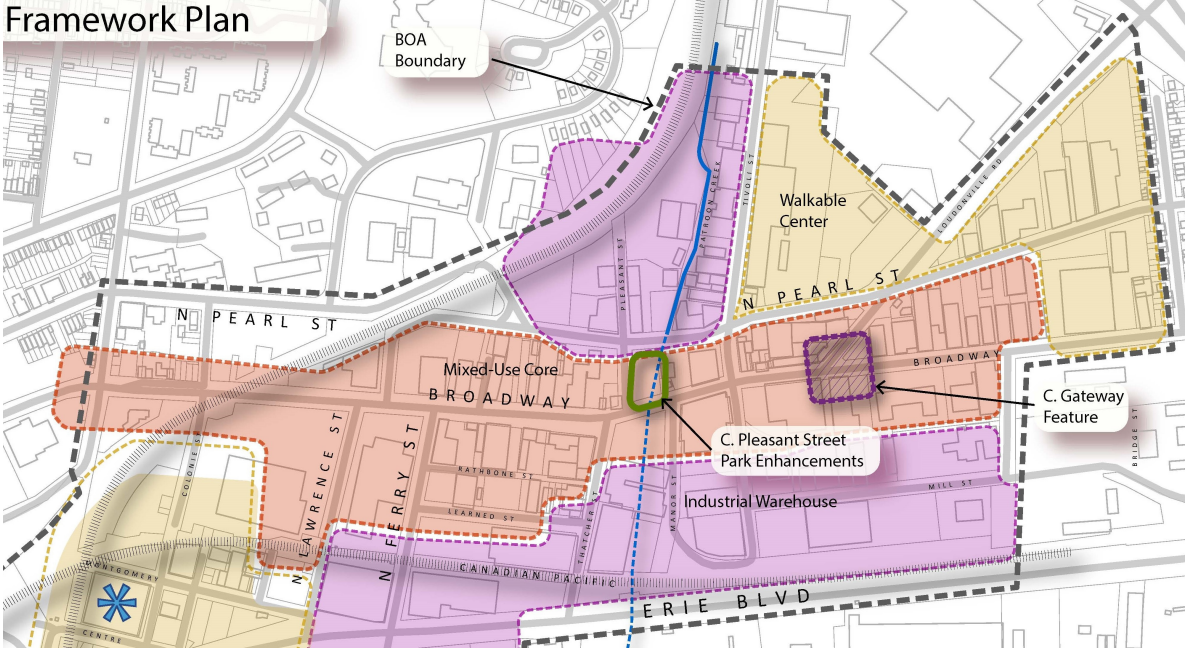 Framework Plan
BOA
Boundary
TIVOLI ST
PATROON CREEK
PLEASANT ST
Walkable
Center
LOUDONVILLE RD
N PEARL ST
N PEARL ST
Mixed-Use Core
BROADWAY
BROADWAY
C. Gateway
Feature
C. Pleasant Street
Park Enhancements
BRIDGE ST
COLONIE ST
N LAWRENCE ST
N FERRY ST
RATHBONE ST
LEARNED ST
THATCHER ST
MANOR ST
Industrial Warehouse
MILL ST
CANADIAN PACIFIC
ERIE BLVD
MONTGOMERY
CENTRE